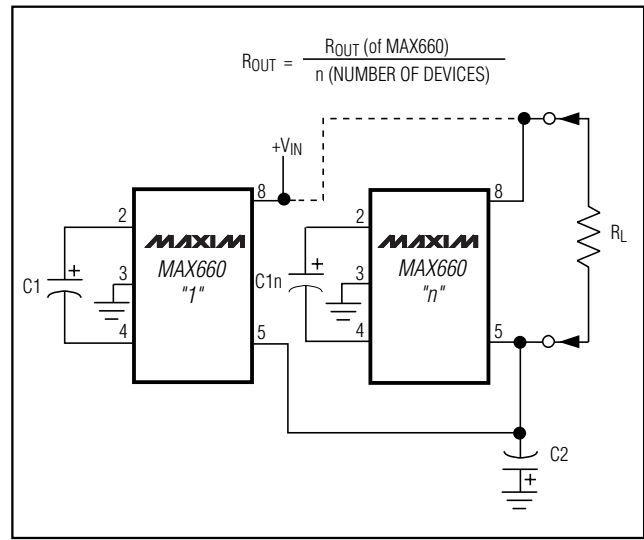 R_OUT = R_OUT (of MAX660)
n (NUMBER OF DEVICES)
+V_IN
8
8
2
2
MAXIM
MAXIM
R_L
C1
+
3
MAX660
C1n
+
3
MAX660
"1"
"n"
4
5
4
5
C2
+